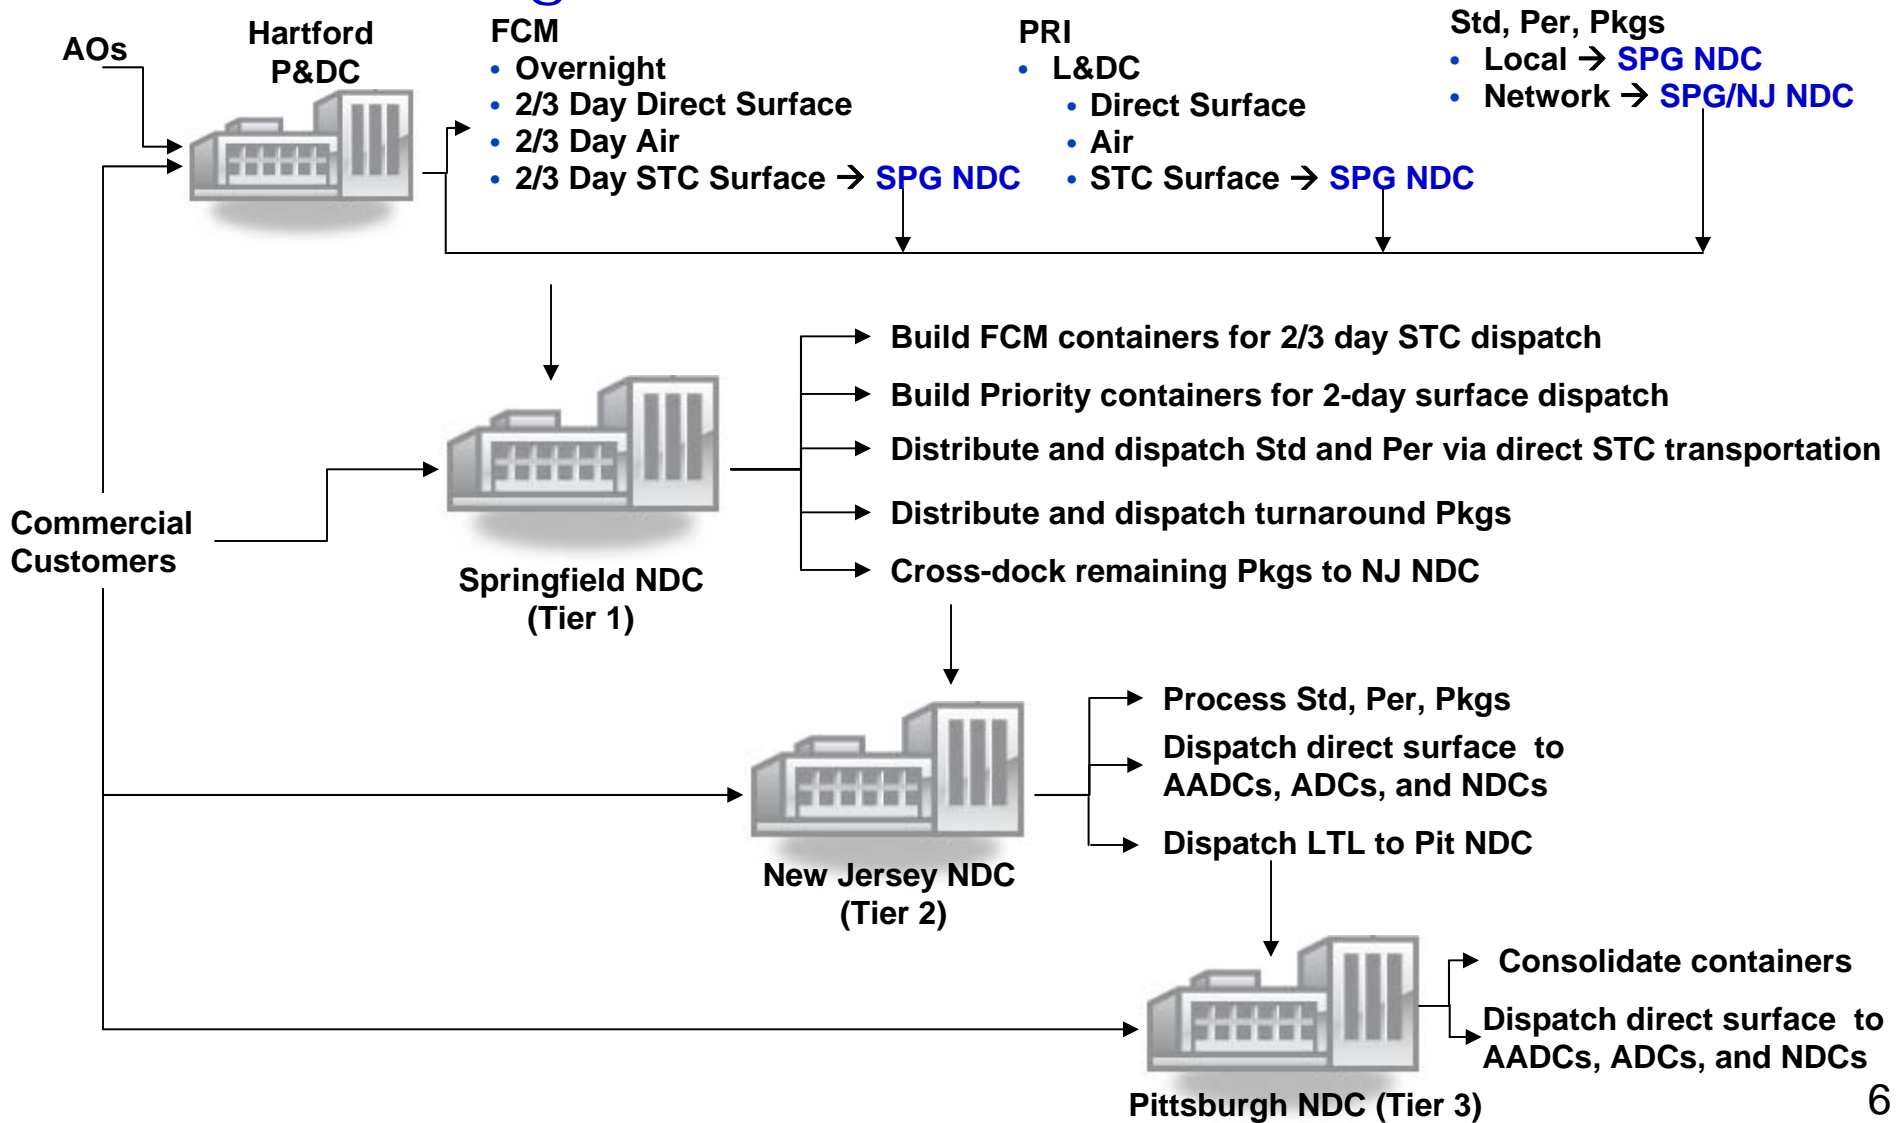 AOs
Hartford
P&DC
FCM
• Overnight
• 2/3 Day Direct Surface
• 2/3 Day Air
• 2/3 Day STC Surface → SPG NDC
PRI
• L&DC
• Direct Surface
• Air
• STC Surface → SPG NDC
Std, Per, Pkgs
• Local → SPG NDC
• Network → SPG/NJ NDC
Build FCM containers for 2/3 day STC dispatch
Build Priority containers for 2-day surface dispatch
Distribute and dispatch Std and Per via direct STC transportation
Distribute and dispatch turnaround Pkgs
Cross-dock remaining Pkgs to NJ NDC
Commercial
Customers
Springfield NDC
(Tier 1)
Process Std, Per, Pkgs
Dispatch direct surface to
AADCs, ADCs, and NDCs
Dispatch LTL to Pit NDC
New Jersey NDC
(Tier 2)
Consolidate containers
Dispatch direct surface to
AADCs, ADCs, and NDCs
Pittsburgh NDC (Tier 3)
6